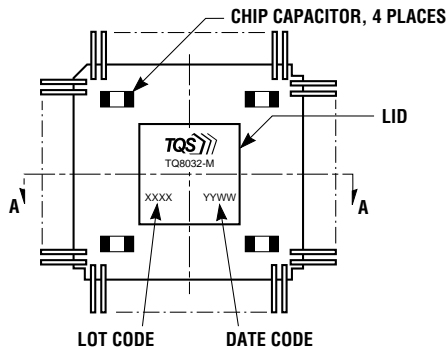 CHIP CAPACITOR, 4 PLACES
LID
TQS
TQ8032-M
XXXX YYWW
A A
LOT CODE DATE CODE